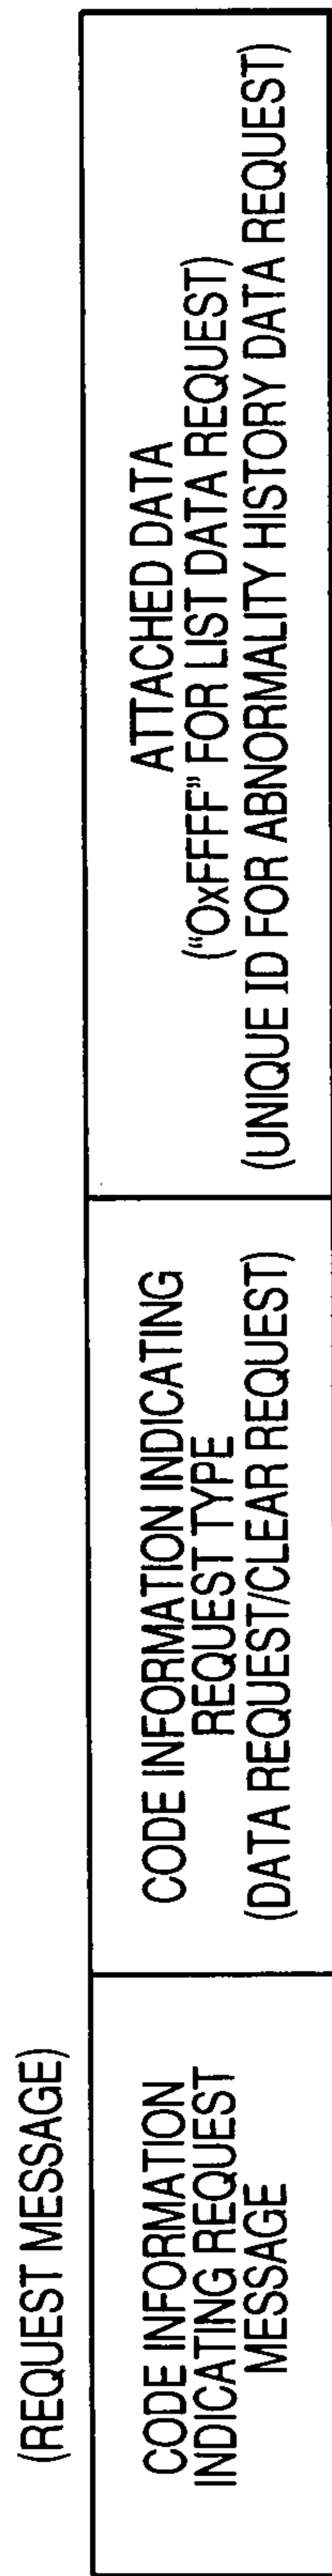 (REQUEST MESSAGE)
CODE INFORMATION
INDICATING REQUEST
MESSAGE
CODE INFORMATION INDICATING
REQUEST TYPE
(DATA REQUEST/CLEAR REQUEST)
ATTACHED DATA
("0xFFFF" FOR LIST DATA REQUEST)
(UNIQUE ID FOR ABNORMALITY HISTORY DATA REQUEST)